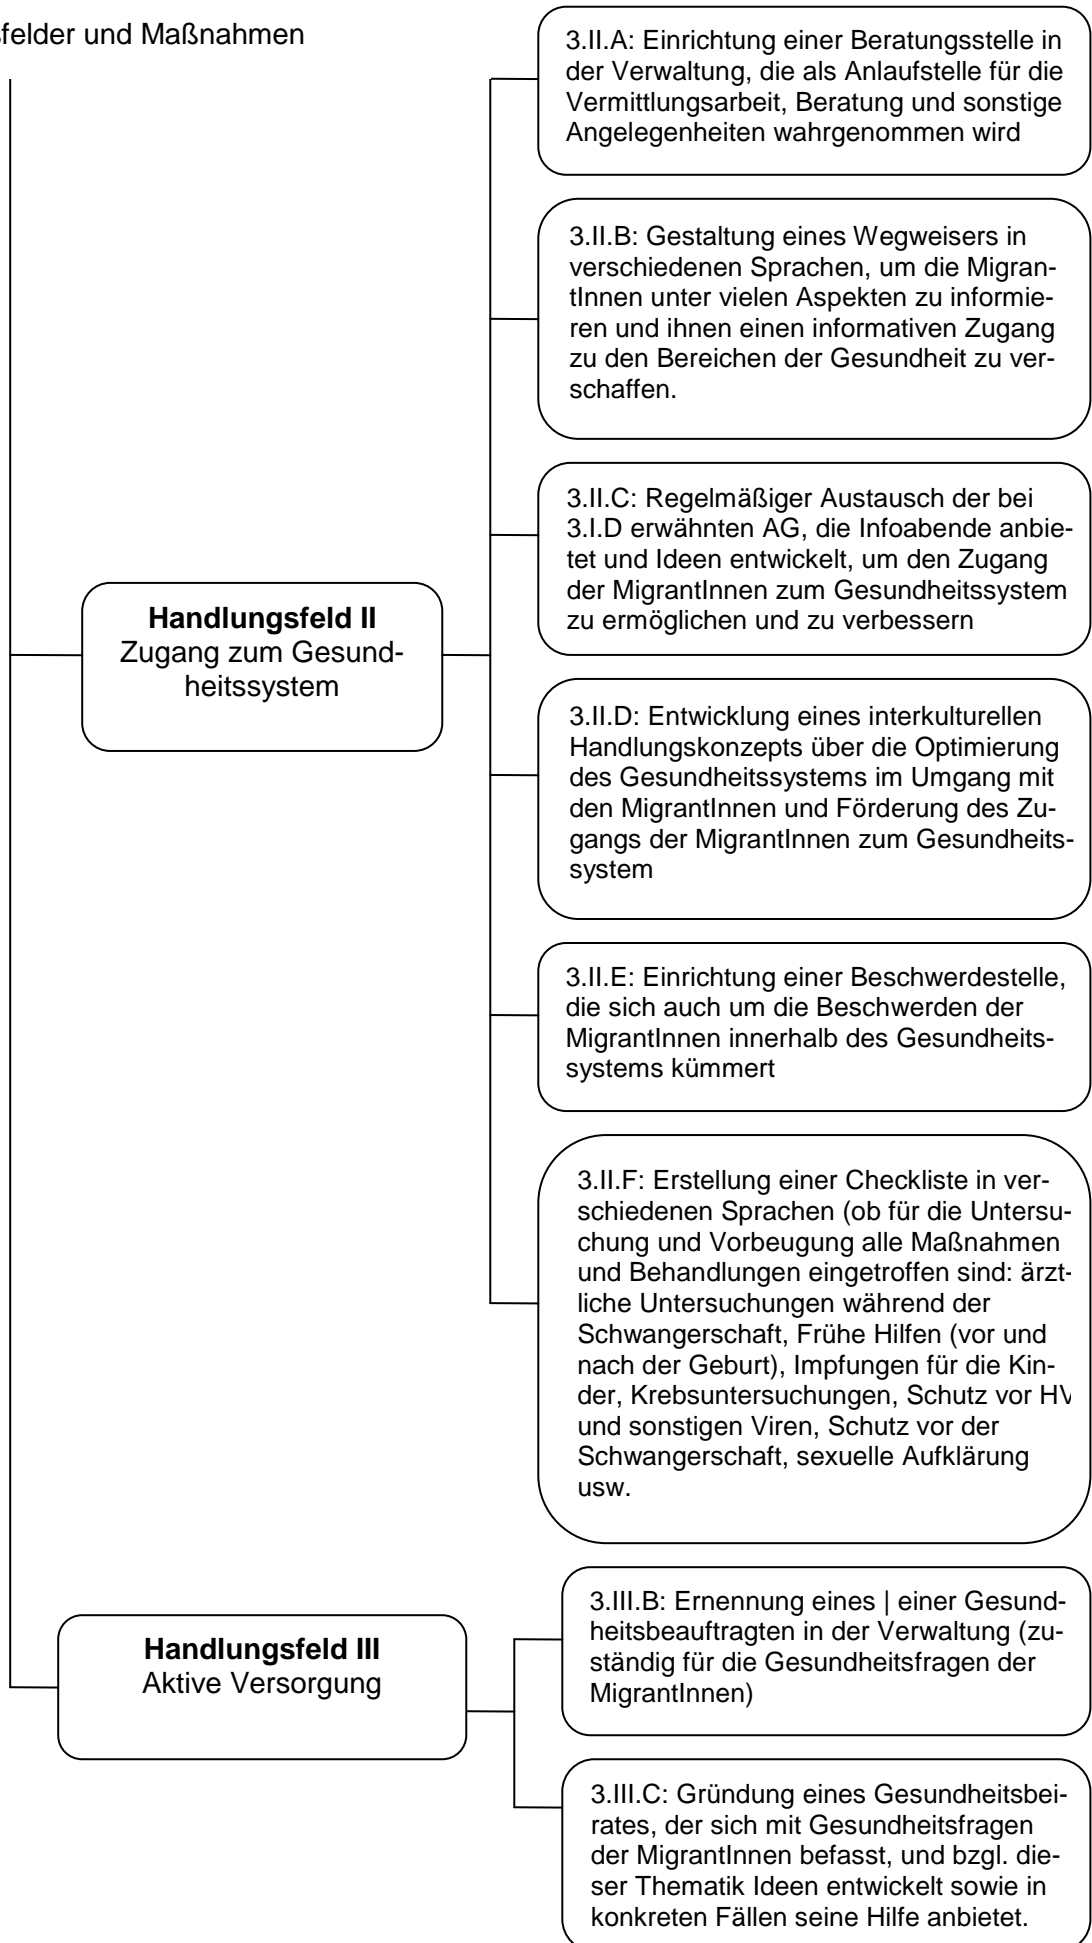 sfelder und Maßnahmen
3.II.A: Einrichtung einer Beratungsstelle in
der Verwaltung, die als Anlaufstelle für die
Vermittlungsarbeit, Beratung und sonstige
Angelegenheiten wahrgenommen wird
3.II.B: Gestaltung eines Wegweisers in
verschiedenen Sprachen, um die Migran-
tInnen unter vielen Aspekten zu informie-
ren und ihnen einen informativen Zugang
zu den Bereichen der Gesundheit zu ver-
schaffen.
3.II.C: Regelmäßiger Austausch der bei
3.I.D erwähnten AG, die Infoabende anbie-
tet und Ideen entwickelt, um den Zugang
der MigrantInnen zum Gesundheitssystem
zu ermöglichen und zu verbessern
Handlungsfeld II
Zugang zum Gesund-
heitssystem
3.II.D: Entwicklung eines interkulturellen
Handlungskonzepts über die Optimierung
des Gesundheitssystems im Umgang mit
den MigrantInnen und Förderung des Zu-
gangs der MigrantInnen zum Gesundheits-
system
3.II.E: Einrichtung einer Beschwerdestelle,
die sich auch um die Beschwerden der
MigrantInnen innerhalb des Gesundheits-
systems kümmert
3.II.F: Erstellung einer Checkliste in ver-
schiedenen Sprachen (ob für die Untersu-
chung und Vorbeugung alle Maßnahmen
und Behandlungen eingetroffen sind: ärzt-
liche Untersuchungen während der
Schwangerschaft, Frühe Hilfen (vor und
nach der Geburt), Impfungen für die Kin-
der, Krebsuntersuchungen, Schutz vor
und sonstigen Viren, Schutz vor der
Schwangerschaft, sexuelle Aufklärung
usw.
Handlungsfeld III
Aktive Versorgung
3.III.B: Ernennung eines | einer Gesund-
heitsbeauftragten in der Verwaltung (zu-
ständig für die Gesundheitsfragen der
MigrantInnen)
3.III.C: Gründung eines Gesundheitsbei-
rates, der sich mit Gesundheitsfragen
der MigrantInnen befasst, und bzgl. die-
ser Thematik Ideen entwickelt sowie in
konkreten Fällen seine Hilfe anbietet.